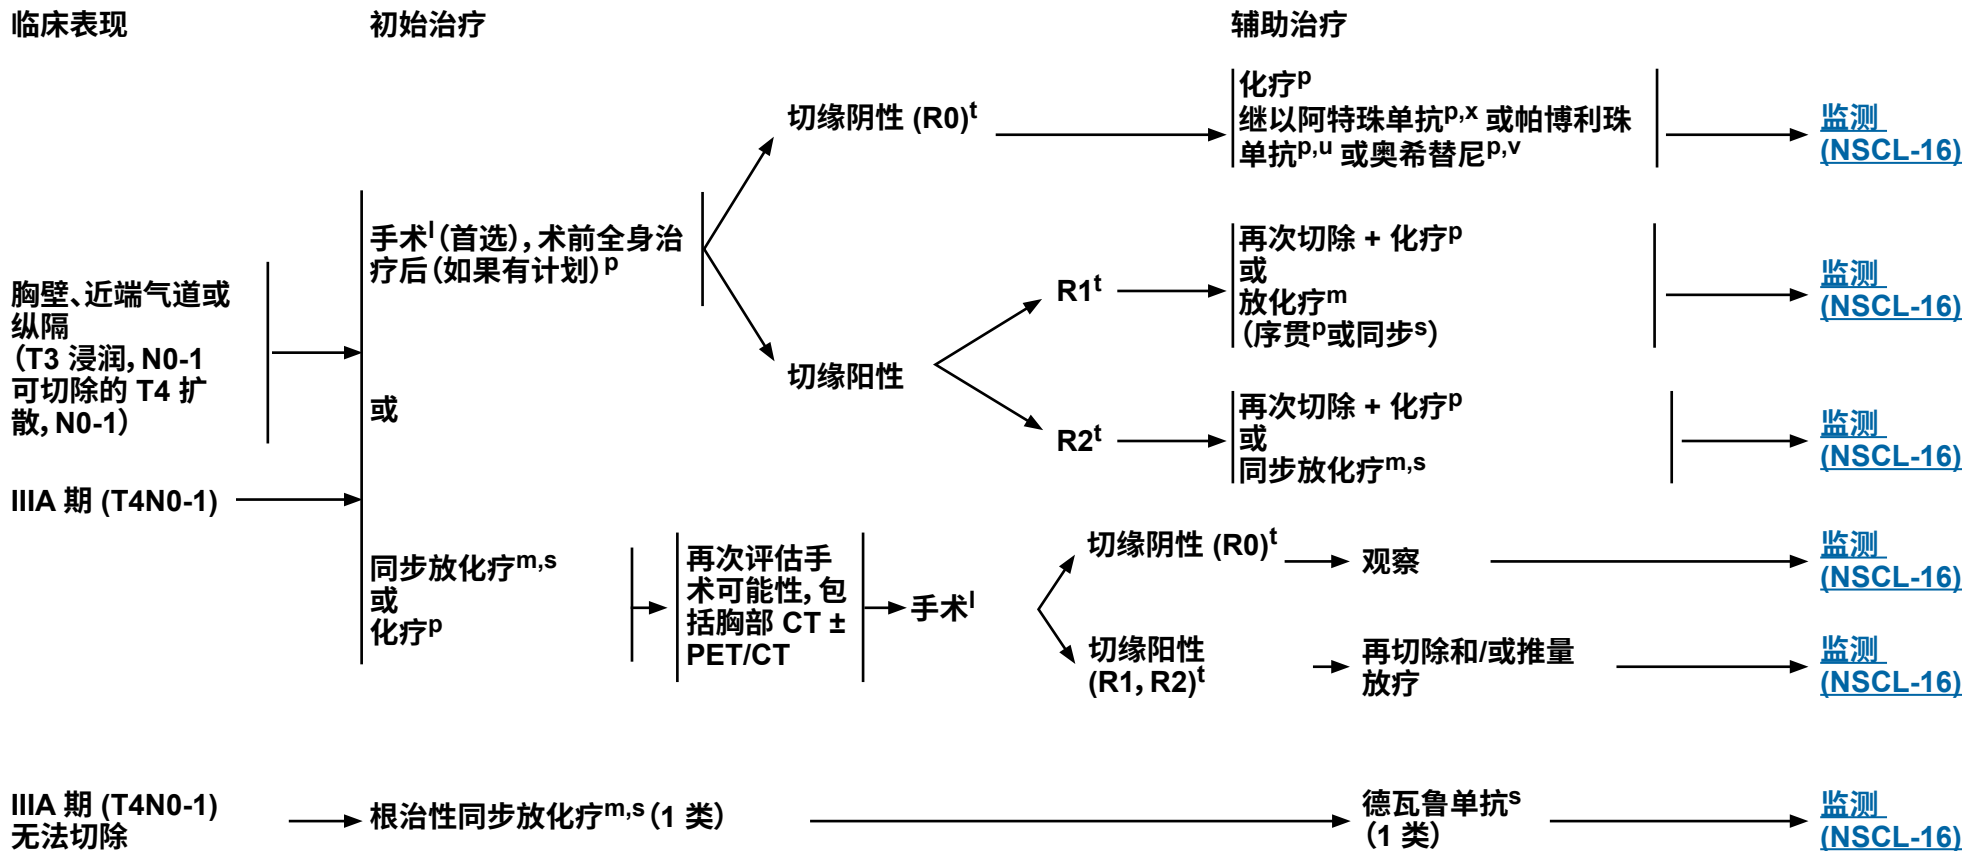 临床表现
初始治疗
辅助治疗
切缘阴性 (R0)t
化疗p
继以阿特珠单抗p,x 或帕博利珠
单抗p,u 或奥希替尼p,v
监测
(NSCL-16)
手术l（首选），术前全身治
疗后（如果有计划）p
胸壁、近端气道或
纵隔
（T3 浸润，N0-1
可切除的 T4 扩
散，N0-1）
切缘阳性
R1t
再次切除 + 化疗p
或
放化疗m
（序贯p或同步s）
监测
(NSCL-16)
或
R2t
再次切除 + 化疗p
或
同步放化疗m,s
监测
(NSCL-16)
IIIA 期 (T4N0-1)
同步放化疗m,s
或
化疗p
再次评估手
术可能性，包
括胸部 CT ±
PET/CT
手术l
切缘阴性 (R0)t
观察
监测
(NSCL-16)
切缘阳性
(R1，R2)t
再切除和/或推量
放疗
监测
(NSCL-16)
IIIA 期 (T4N0-1)
无法切除
根治性同步放化疗m,s（1 类）
德瓦鲁单抗s
（1 类）
监测
(NSCL-16)